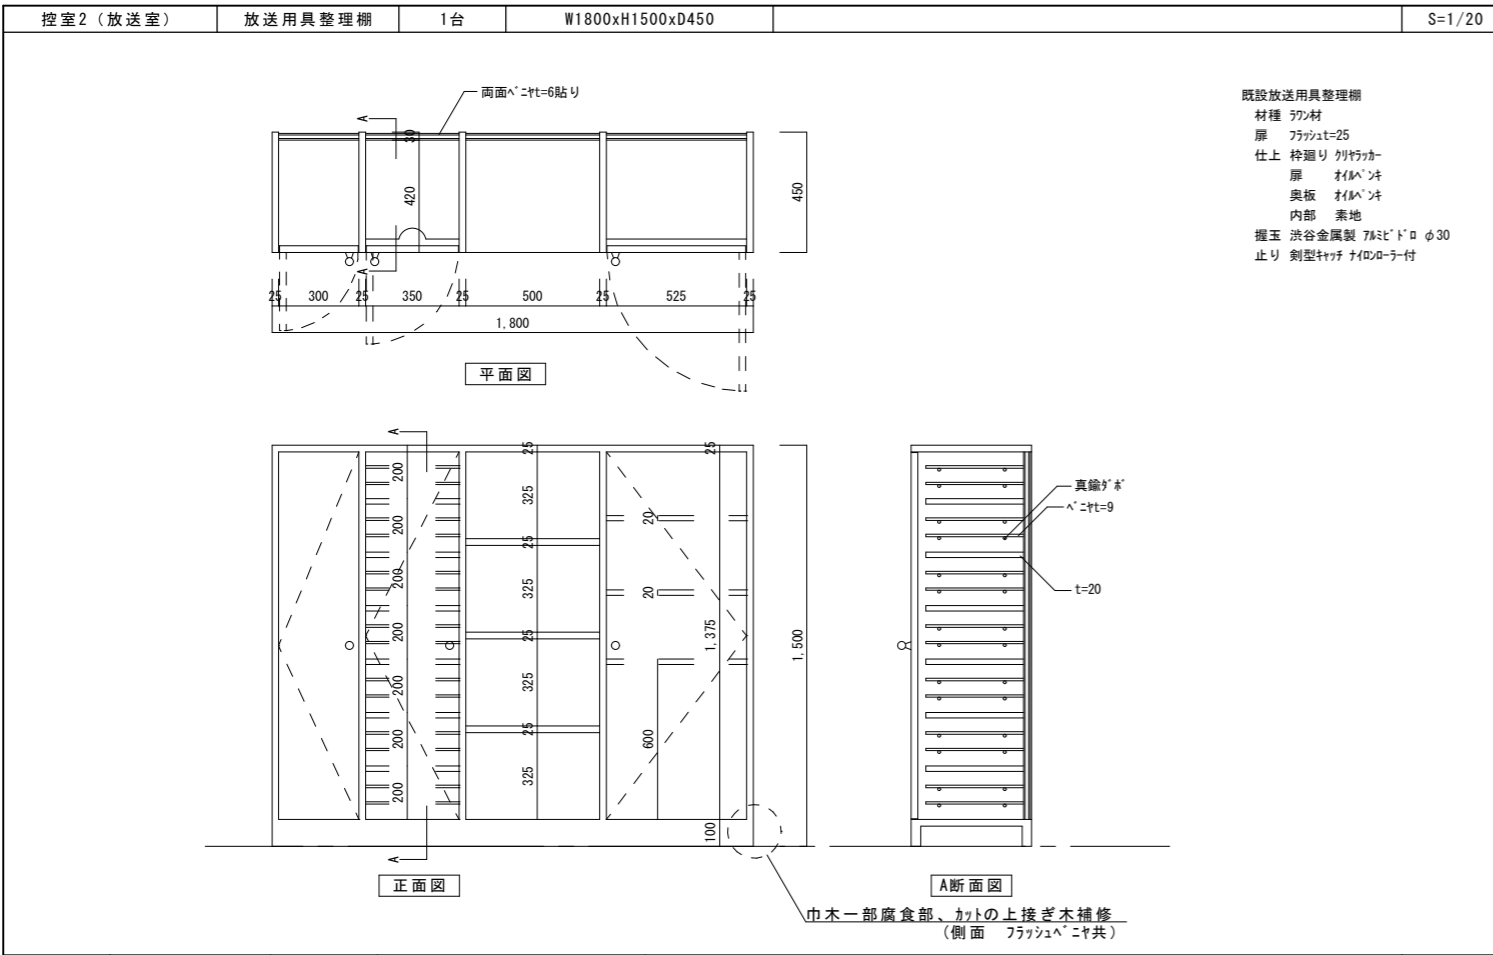 控室2（放送室） 放送用具整理棚 1台 W1800xH1500xD450 S=1/20
両面ﾍﾞﾆﾔt=6貼り
既設放送用具整理棚
材種 ﾗﾜﾝ材
扉 ﾌﾗｯｼｭt=25
仕上 枠廻り ｸﾘﾔﾗｯｶｰ
扉 ｵｲﾙﾍﾟﾝｷ
奥板 ｵｲﾙﾍﾟﾝｷ
内部 素地
握玉 渋谷金属製 ｱﾙﾐﾋﾞﾄﾞﾛ φ30
止り 剣型ｷｬｯﾁ ﾅｲﾛﾝﾛｰﾗｰ付
A
30
420
450
A
25 300 25 350 25 500 25 525 25
1,800
平面図
A
25 25
200 200 200 200 200 200 200
325 25 325 25 325 25 325
20
20
600
1,375
100
1,500
A
正面図
真鍮ﾀﾞﾎﾞ
ﾍﾞﾆﾔt=9
t=20
A断面図
巾木一部腐食部、ｶｯﾄの上接ぎ木補修
（側面 ﾌﾗｯｼｭﾍﾞﾆﾔ共）